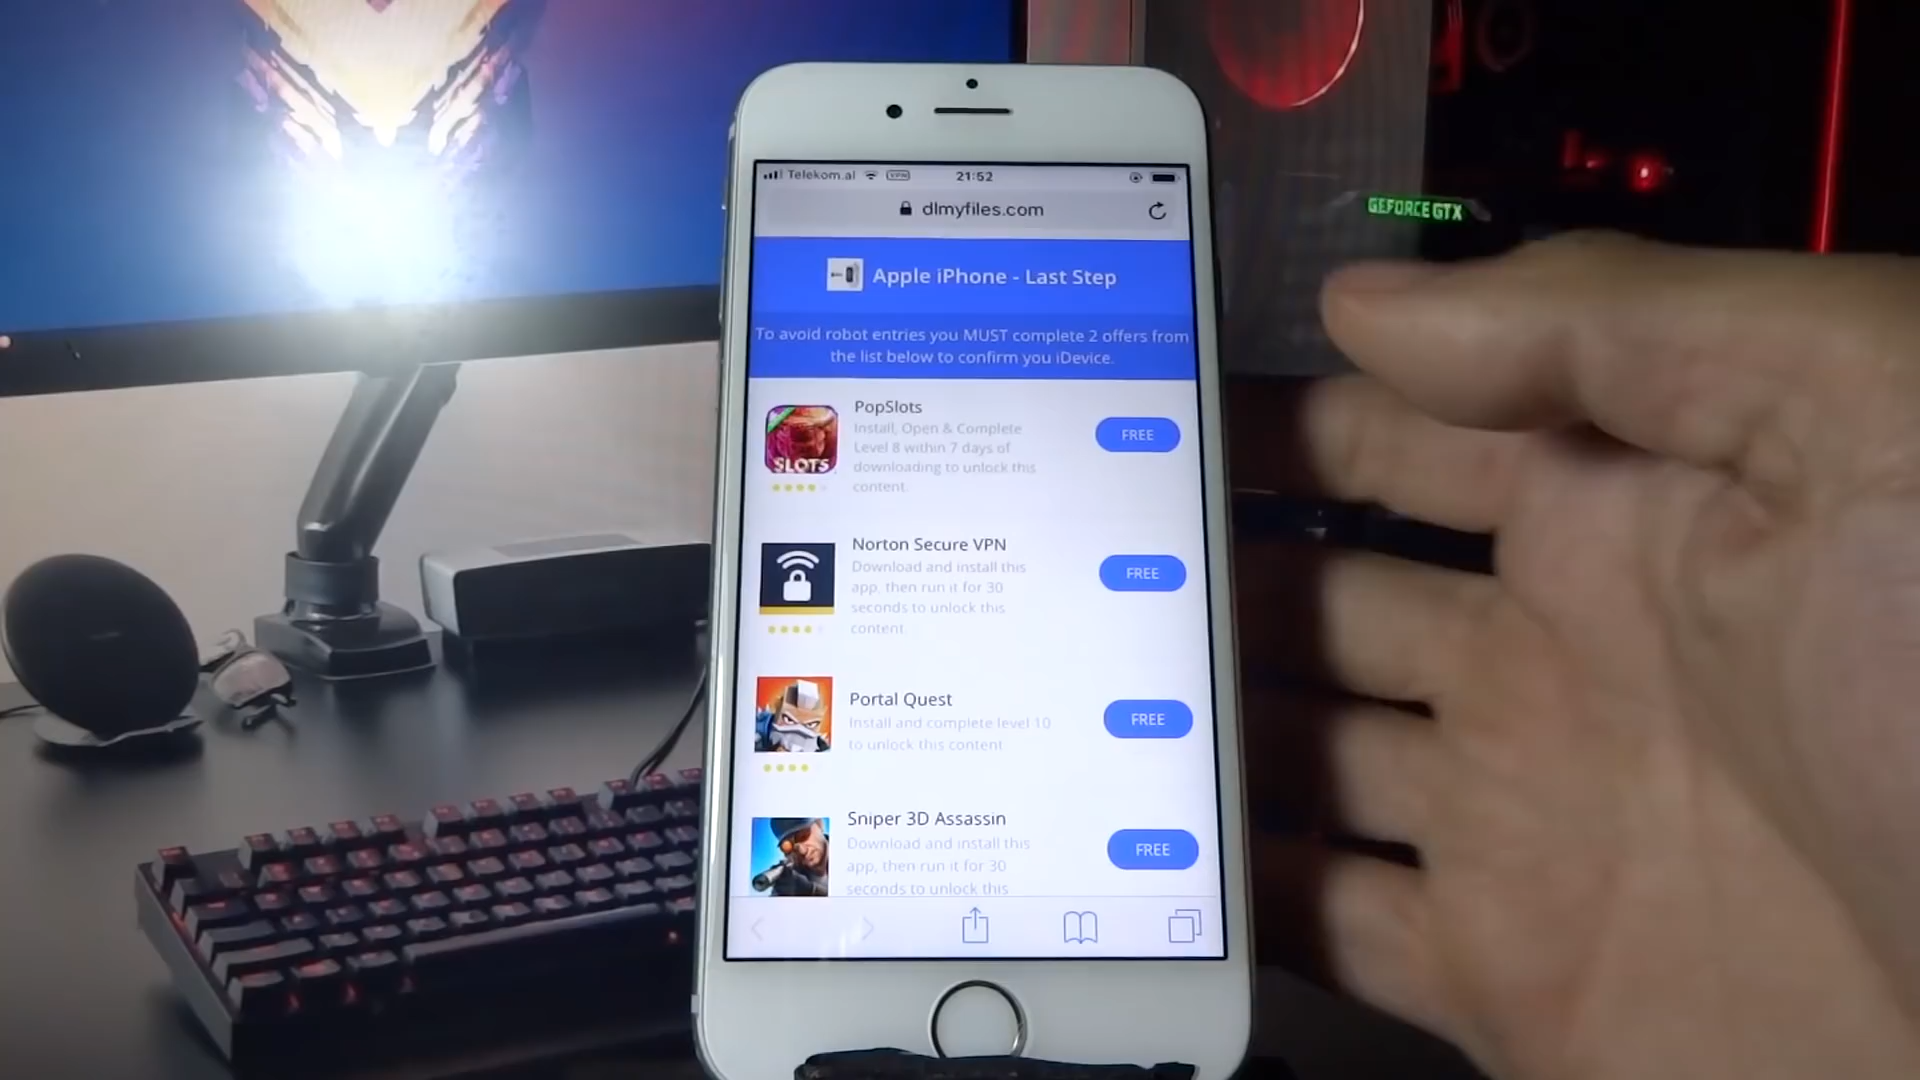 Telekom.al VPN 21:52
dlmyfiles.com
Apple iPhone - Last Step
To avoid robot entries you MUST complete 2 offers from
the list below to confirm you iDevice.
PopSlots
Install, Open & Complete
Level 8 within 7 days of
downloading to unlock this
content.
FREE
SLOTS
Norton Secure VPN
Download and install this
app, then run it for 30
seconds to unlock this
content.
FREE
Portal Quest
Install and complete level 10
to unlock this content
FREE
Sniper 3D Assassin
Download and install this
app, then run it for 30
seconds to unlock this
FREE
GEFORCE GTX